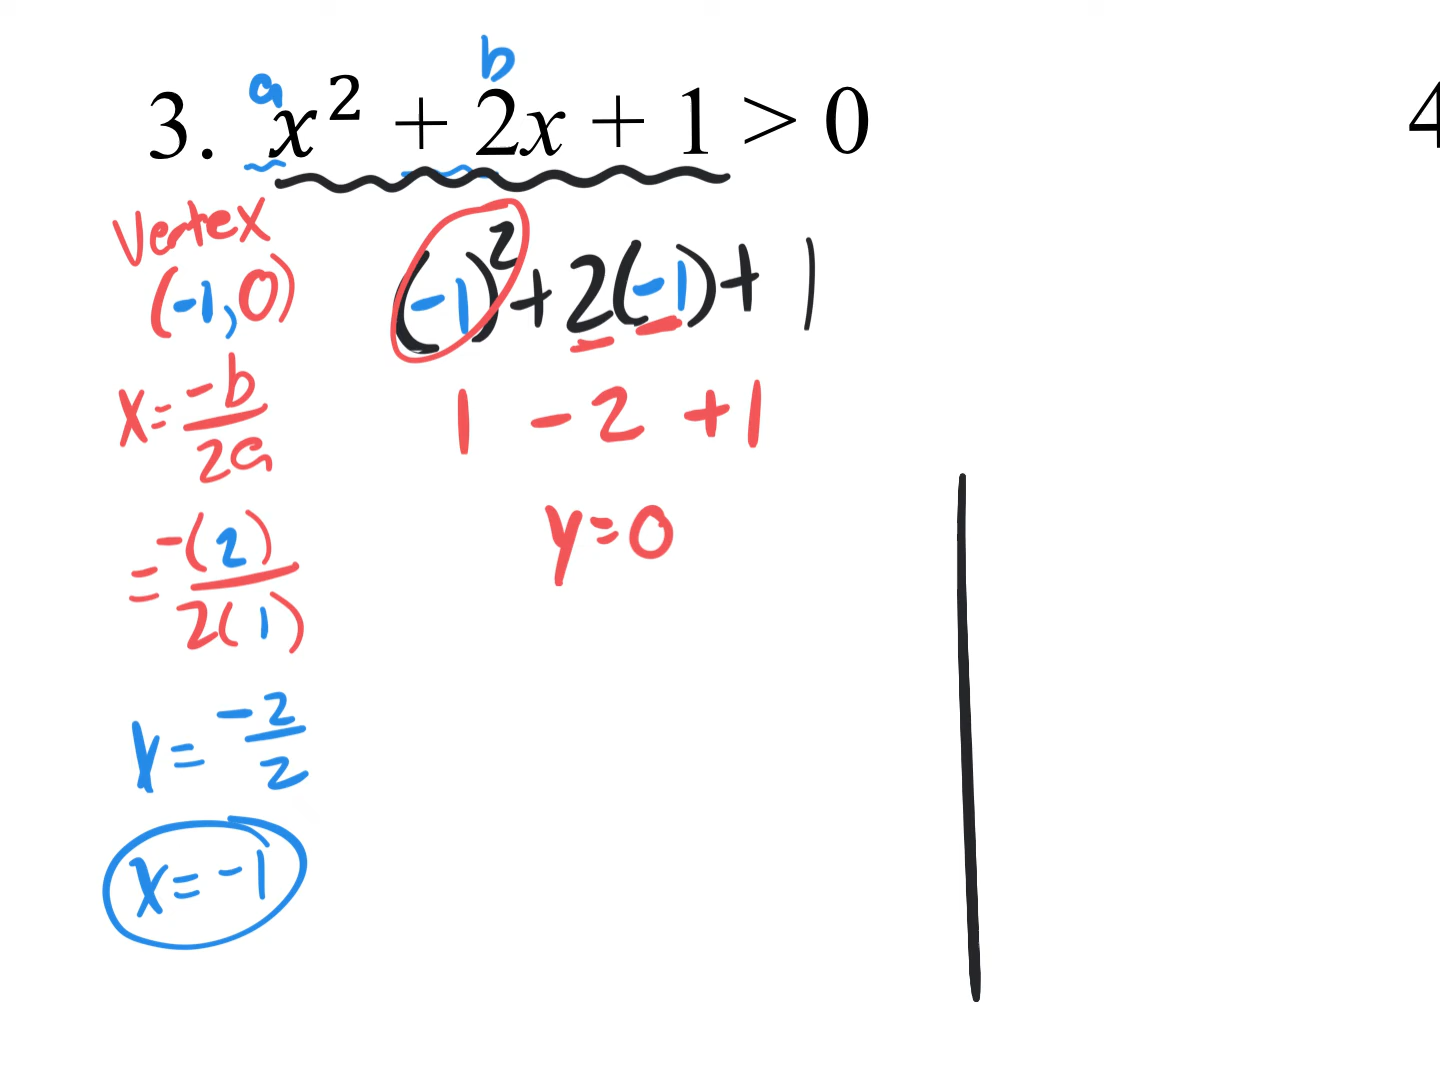 3. x² + 2x + 1 > 0
a
b
4
Vertex
(-1, 0)
x = -b/2a
= -(2)/2(1)
x = -2/2
x = -1
(-1)² + 2(-1) + 1
1 - 2 + 1
y = 0